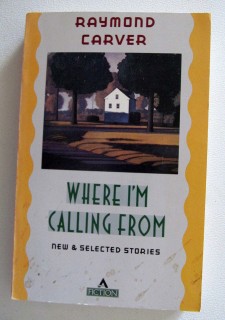 RAYMOND
CARVER
WHERE I'M
CALLING FROM
NEW & SELECTED STORIES
FICTION